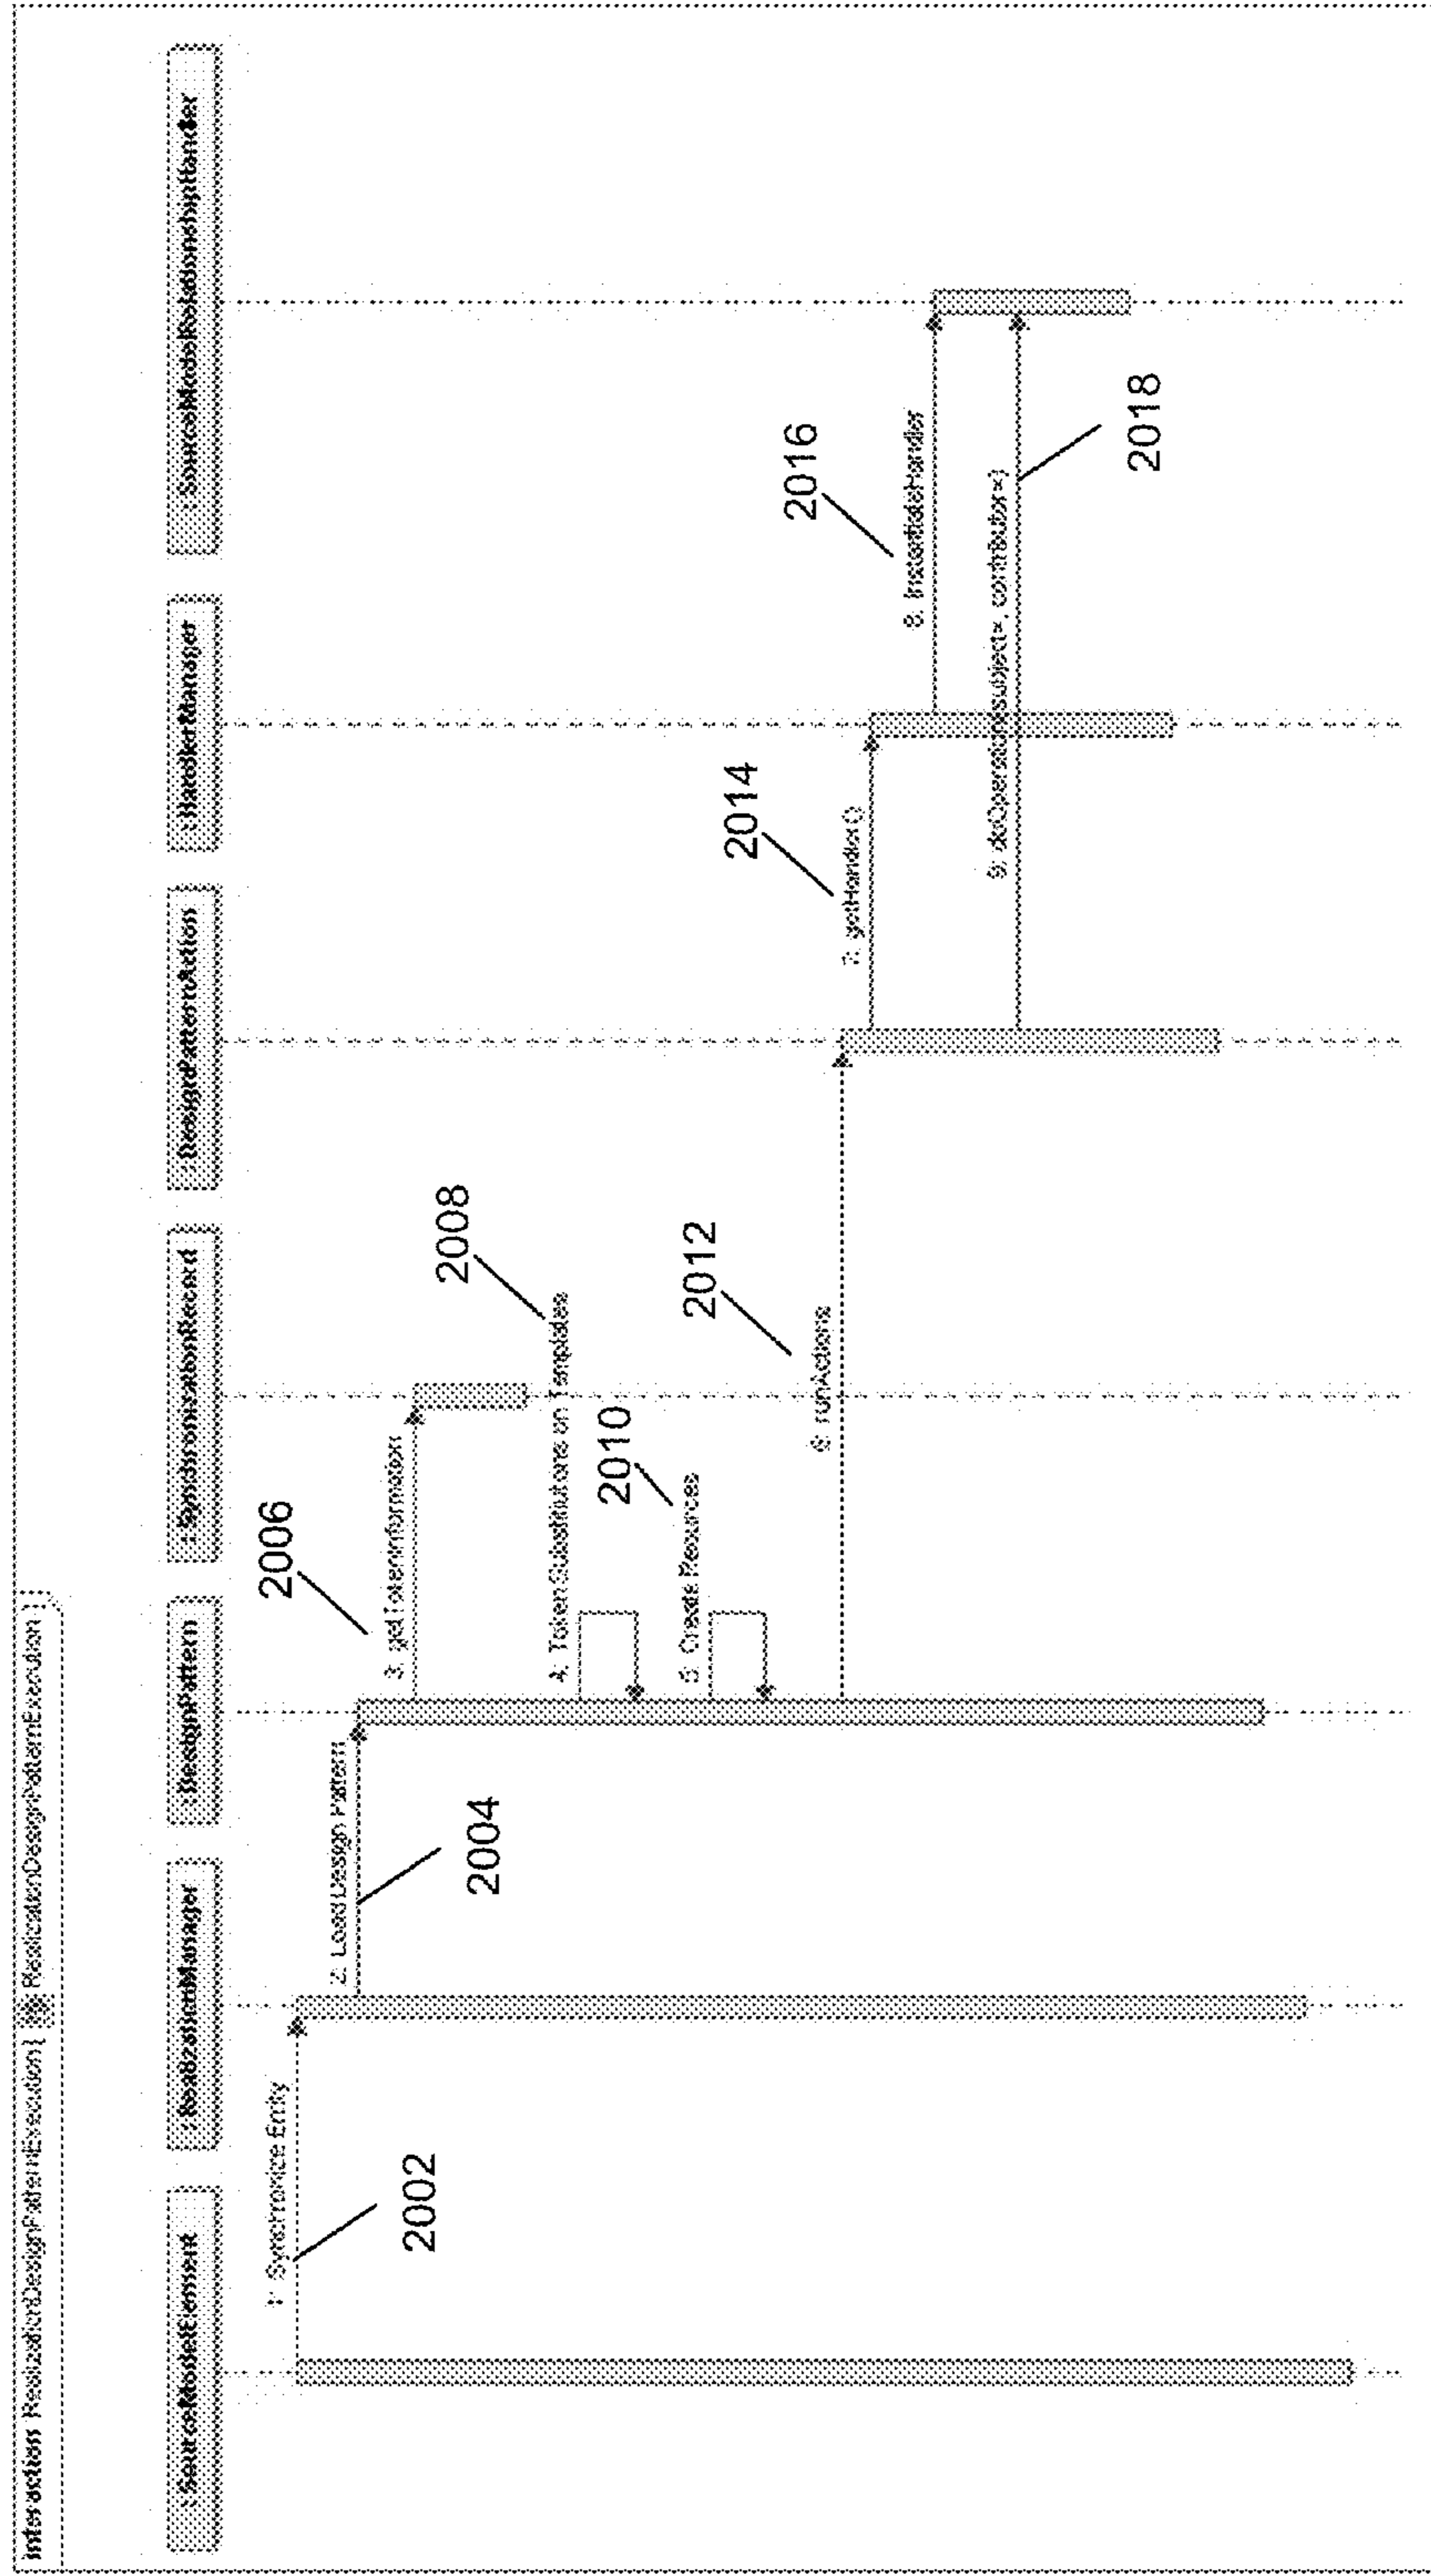 Interaction RealizationDesignPatternExecution [ RealizationDesignPatternExecution ]
: SourceModelElement
: RealizationManager
: DesignPattern
: SynchronizationRecord
: DesignPatternAction
: HandlerManager
: SourceModelRelationshipHandler
1: Synchronize Entity
2002
2: Load Design Pattern
2004
3: getTokenInformation
2006
4: Token Substitutions on Templates
2008
5: Create Resources
2010
6: runActions
2012
7: getHandler()
2014
8: InstantiateHandler
2016
9: doOperation(subject=, contributor=)
2018